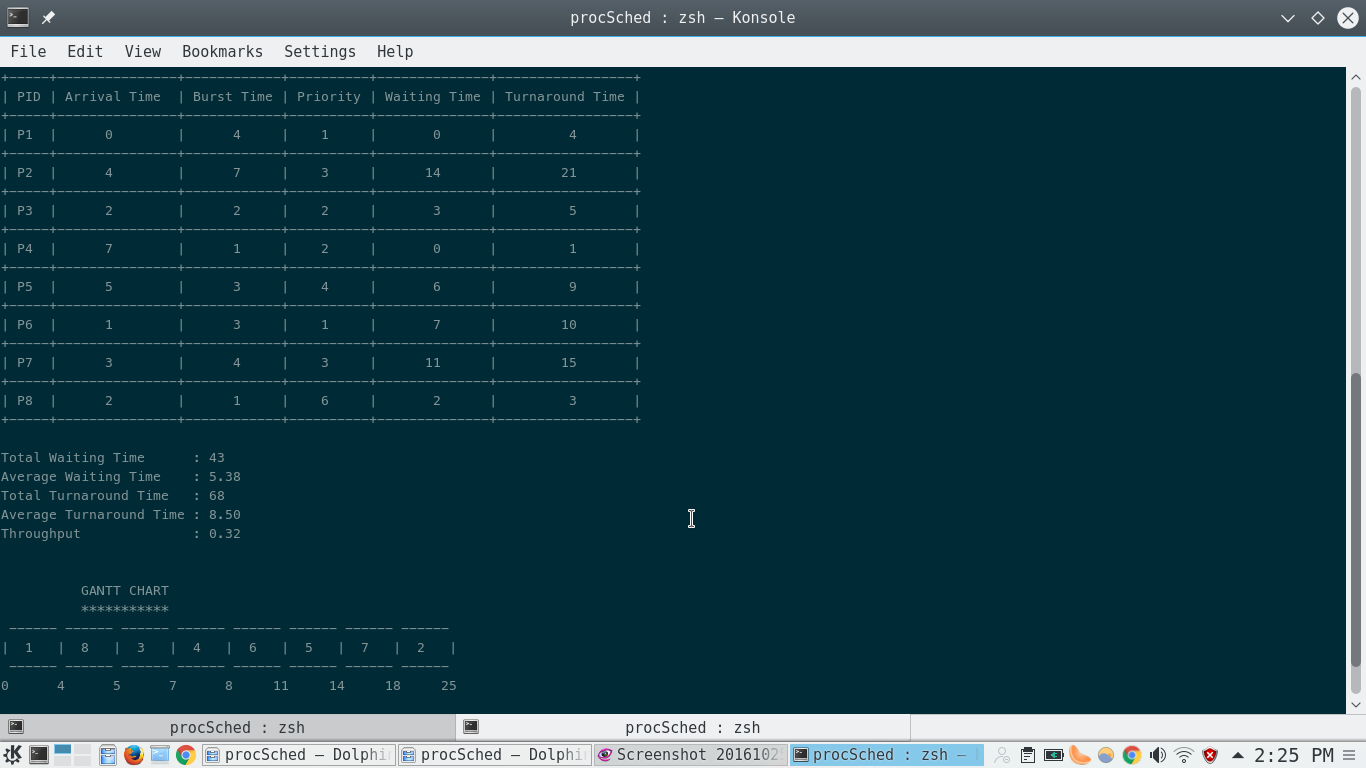 procSched : zsh — Konsole
File Edit View Bookmarks Settings Help
| PID | Arrival Time | Burst Time | Priority | Waiting Time | Turnaround Time |
| P1 | 0 | 4 | 1 | 0 | 4 |
| P2 | 4 | 7 | 3 | 14 | 21 |
| P3 | 2 | 2 | 2 | 3 | 5 |
| P4 | 7 | 1 | 2 | 0 | 1 |
| P5 | 5 | 3 | 4 | 6 | 9 |
| P6 | 1 | 3 | 1 | 7 | 10 |
| P7 | 3 | 4 | 3 | 11 | 15 |
| P8 | 2 | 1 | 6 | 2 | 3 |
Total Waiting Time : 43
Average Waiting Time : 5.38
Total Turnaround Time : 68
Average Turnaround Time : 8.50
Throughput : 0.32
GANTT CHART
***********
| 1 | 8 | 3 | 4 | 6 | 5 | 7 | 2 |
0 4 5 7 8 11 14 18 25
procSched : zsh procSched : zsh
procSched — Dolphi procSched — Dolphi Screenshot 2016102 procSched : zsh — 2:25 PM